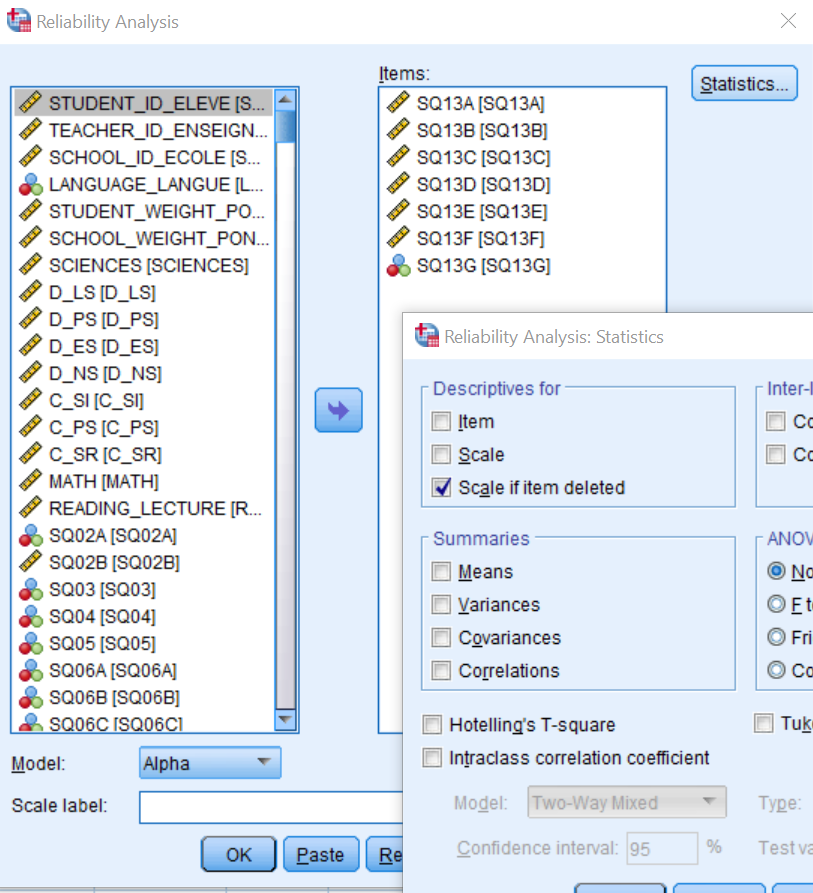 Reliability Analysis
Items:
Statistics...
STUDENT_ID_ELEVE [S...
TEACHER_ID_ENSEIGN...
SCHOOL_ID_ECOLE [S...
LANGUAGE_LANGUE [L...
STUDENT_WEIGHT_PO...
SCHOOL_WEIGHT_PON...
SCIENCES [SCIENCES]
D_LS [D_LS]
D_PS [D_PS]
D_ES [D_ES]
D_NS [D_NS]
C_SI [C_SI]
C_PS [C_PS]
C_SR [C_SR]
MATH [MATH]
READING_LECTURE [R...
SQ02A [SQ02A]
SQ02B [SQ02B]
SQ03 [SQ03]
SQ04 [SQ04]
SQ05 [SQ05]
SQ06A [SQ06A]
SQ06B [SQ06B]
SQ06C [SQ06C]
SQ13A [SQ13A]
SQ13B [SQ13B]
SQ13C [SQ13C]
SQ13D [SQ13D]
SQ13E [SQ13E]
SQ13F [SQ13F]
SQ13G [SQ13G]
Model:
Alpha
Scale label:
OK
Paste
Re
Reliability Analysis: Statistics
Descriptives for
Item
Scale
Scale if item deleted
Inter-I
Co
Co
Summaries
Means
Variances
Covariances
Correlations
ANOV
No
F t
Fri
Co
Hotelling's T-square
Tuk
Intraclass correlation coefficient
Model:
Two-Way Mixed
Type:
Confidence interval:
95
%
Test va